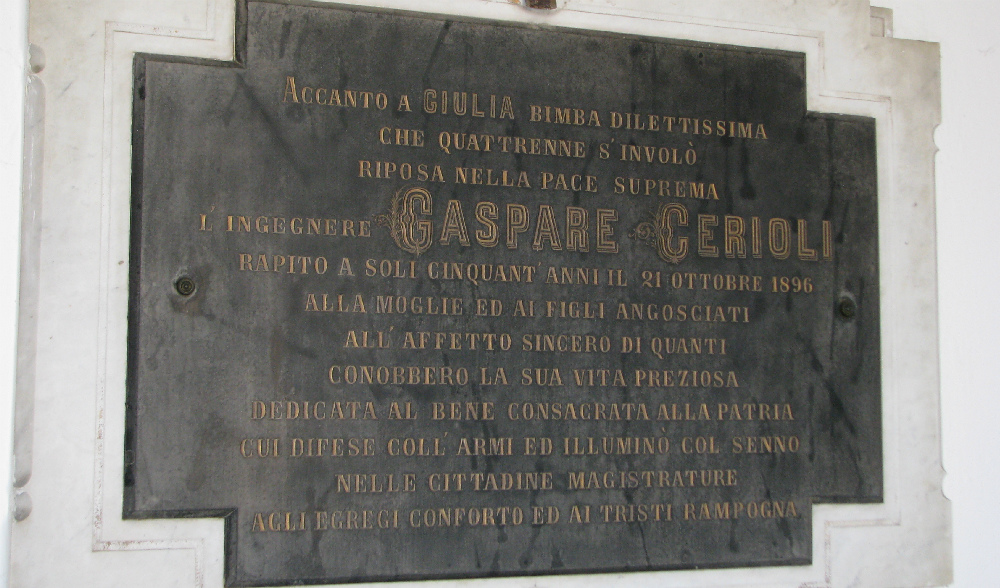 ACCANTO A GIULIA BIMBA DILETTISSIMA
CHE QUATTRENNE S'INVOLÒ
RIPOSA NELLA PACE SUPREMA
L'INGEGNERE GASPARE CERIOLI
RAPITO A SOLI CINQUANT'ANNI IL 21 OTTOBRE 1896
ALLA MOGLIE ED AI FIGLI ANGOSCIATI
ALL'AFFETTO SINCERO DI QUANTI
CONOBBERO LA SUA VITA PREZIOSA
DEDICATA AL BENE CONSACRATA ALLA PATRIA
CUI DIFESE COLL'ARMI ED ILLUMINÒ COL SENNO
NELLE CITTADINE MAGISTRATURE
AGLI EGREGI CONFORTO ED AI TRISTI RAMPOGNA